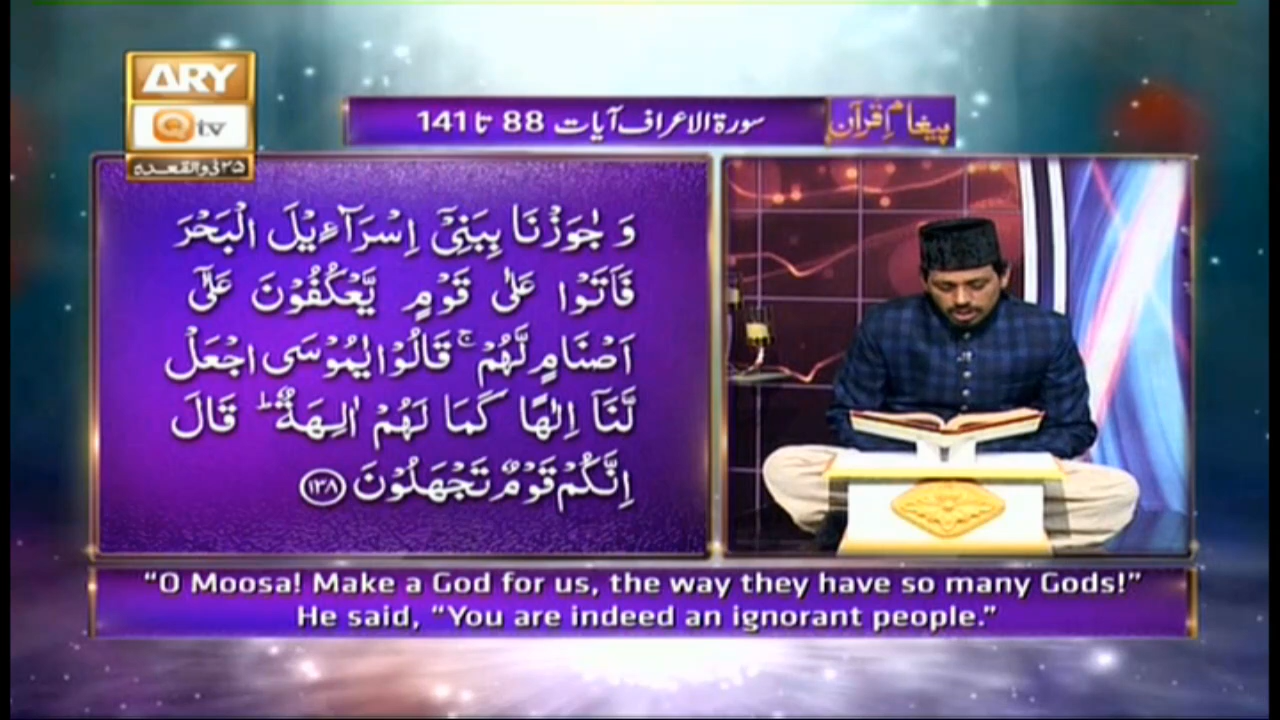 ARY
Qtv
۲۵ ذوالقعدہ
پیغامِ قرآن
سورۃ الاعراف آیات 88 تا 141
وَ جٰوَزْنَا بِبَنِیْۤ اِسْرَآءِیْلَ الْبَحْرَ
فَاَتَوْا عَلٰی قَوْمٍ یَّعْكُفُوْنَ عَلٰۤی
اَصْنَامٍ لَّهُمْ ۚ قَالُوْا یٰمُوْسَی اجْعَلْ
لَّنَاۤ اِلٰهًا كَمَا لَهُمْ اٰلِهَةٌ ؕ قَالَ
اِنَّكُمْ قَوْمٌ تَجْهَلُوْنَ ۱۳۸
“O Moosa! Make a God for us, the way they have so many Gods!”
He said, “You are indeed an ignorant people.”